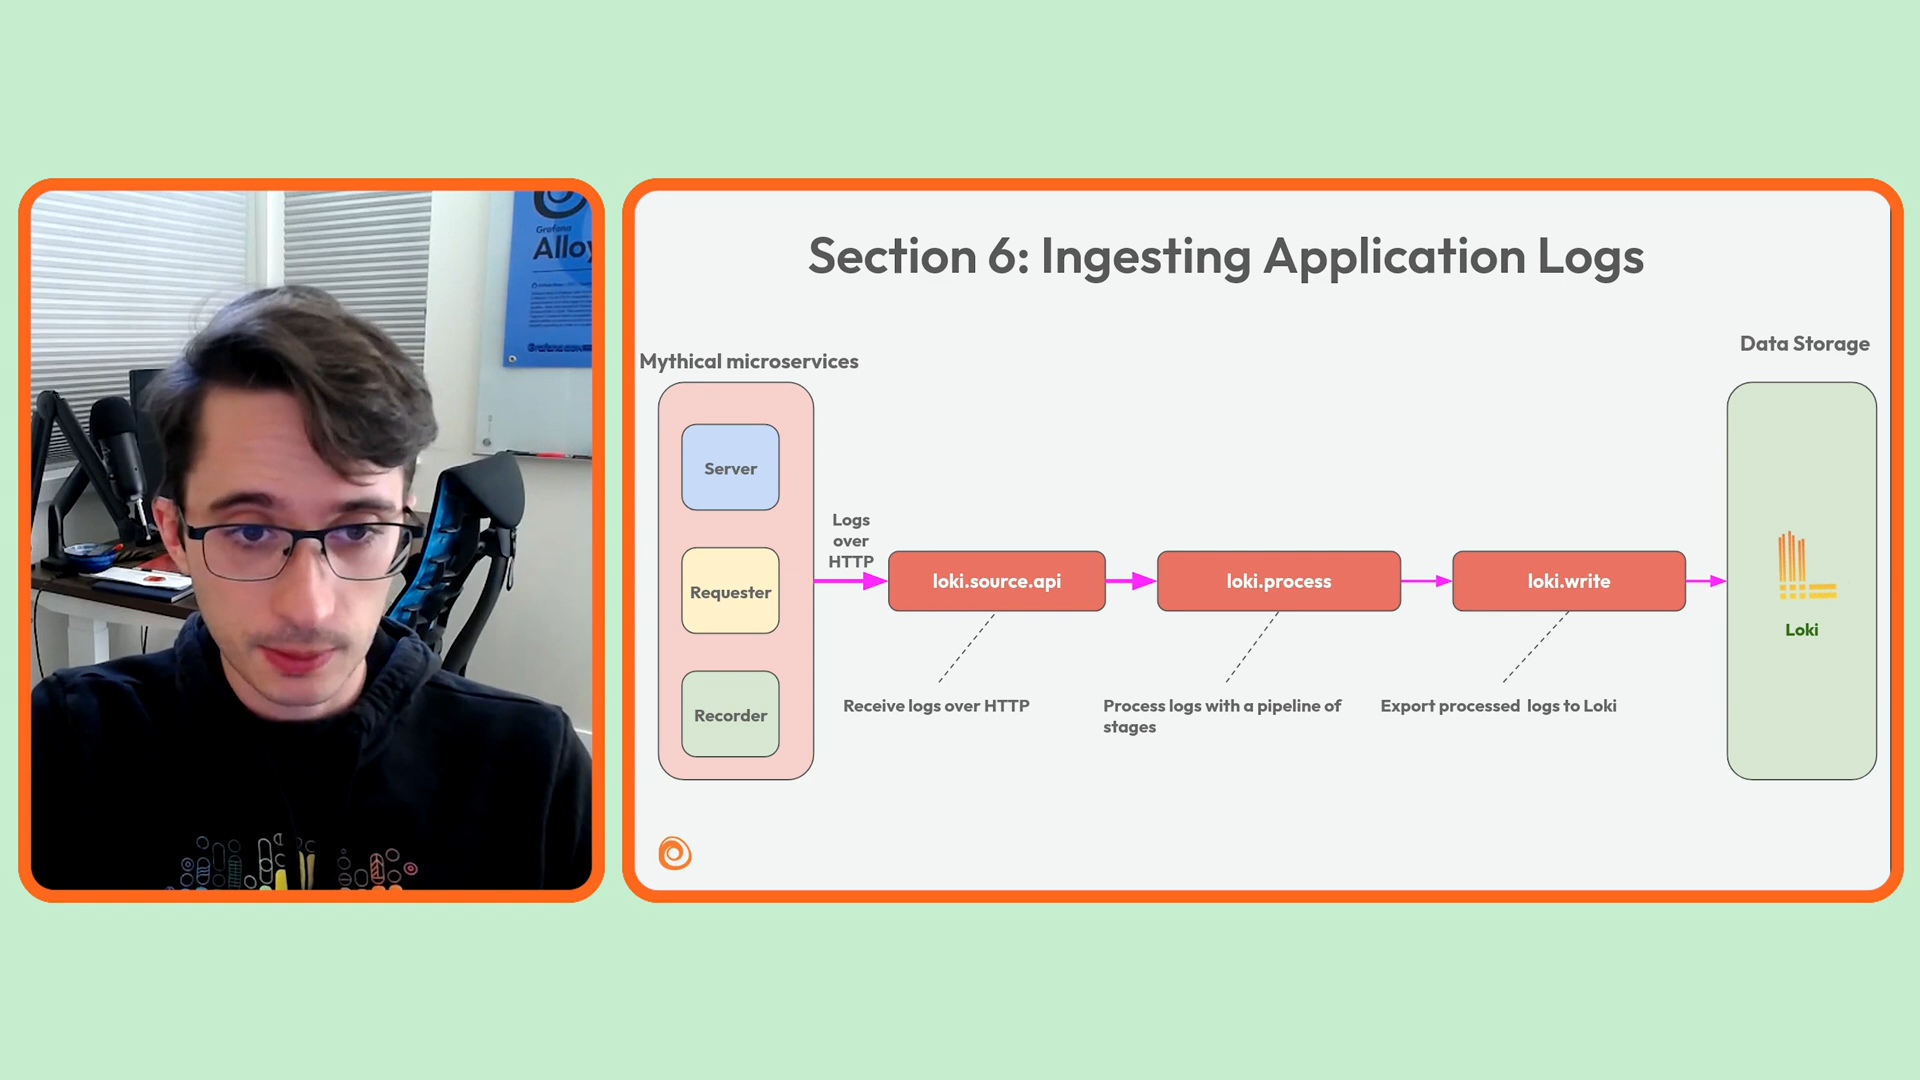 Grafana
Alloy
Section 6: Ingesting Application Logs
Mythical microservices
Data Storage
Server
Requester
Recorder
Logs
over
HTTP
loki.source.api
loki.process
loki.write
Loki
Receive logs over HTTP
Process logs with a pipeline of
stages
Export processed logs to Loki